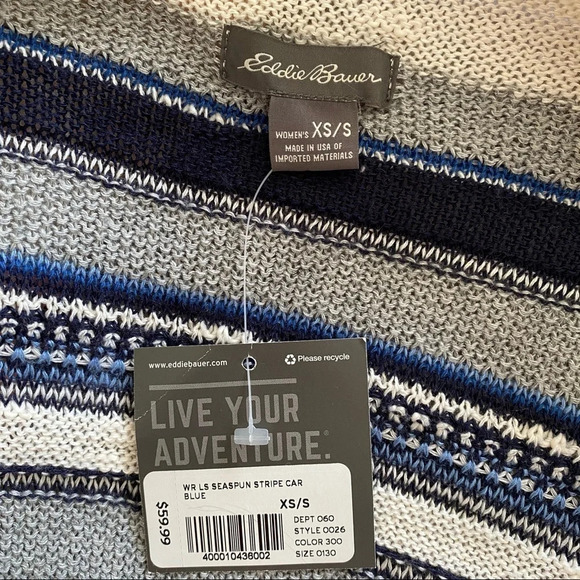 Eddie Bauer
WOMEN'S XS/S
MADE IN USA OF
IMPORTED MATERIALS
www.eddiebauer.com
Please recycle
LIVE YOUR
ADVENTURE.®
WR LS SEASPUN STRIPE CAR
BLUE
XS/S
$59.99
DEPT 060
STYLE 0026
COLOR 300
SIZE 0130
400010436002